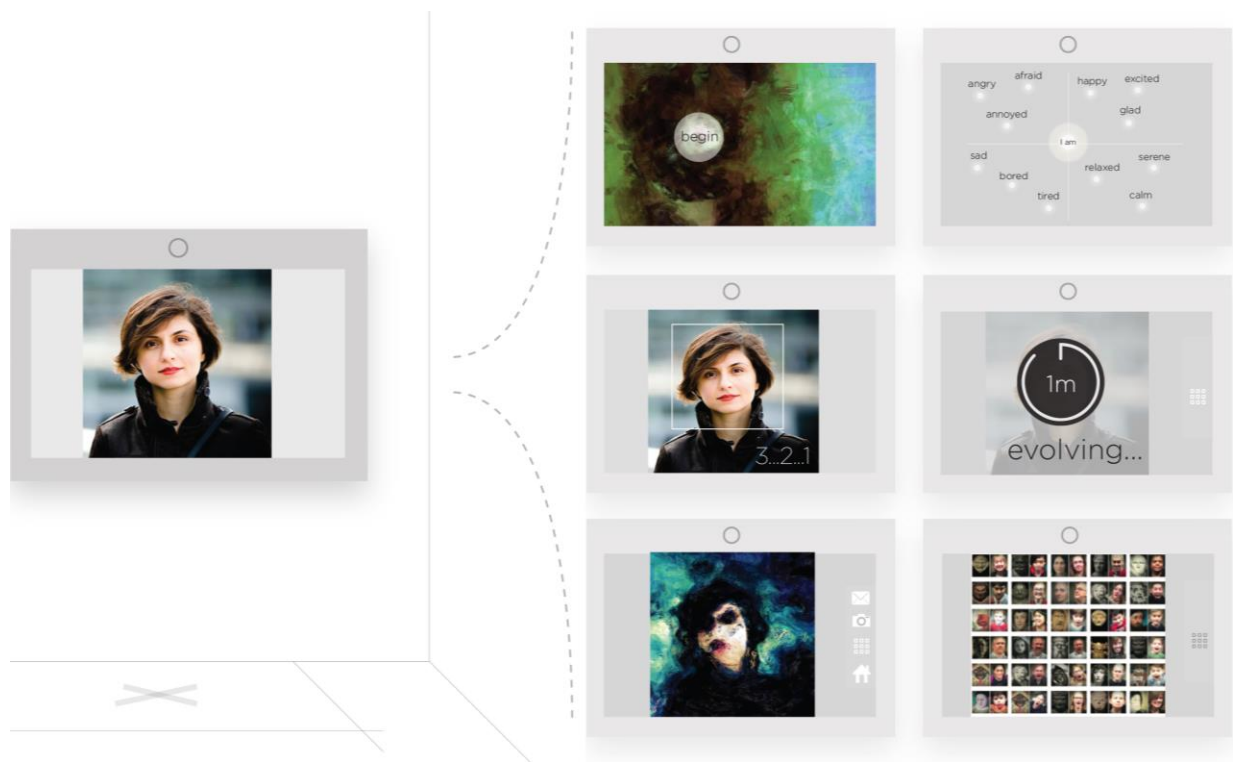 begin
angry
afraid
happy
excited
annoyed
glad
I am
sad
bored
tired
relaxed
serene
calm
3...2...1
1m
evolving...